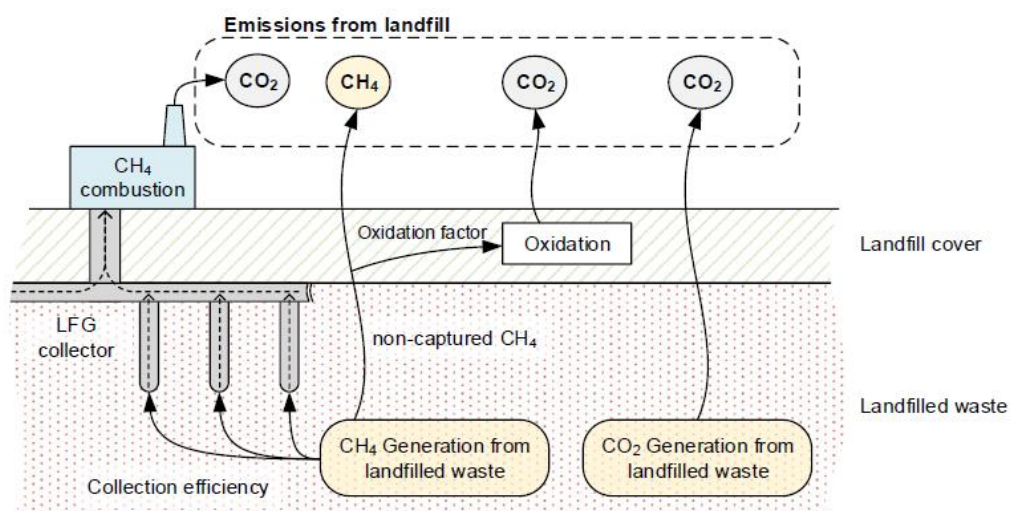 Emissions from landfill
CO₂
CH₄
CO₂
CO₂
CH₄
combustion
Oxidation factor
Oxidation
Landfill cover
LFG
collector
non-captured CH₄
Landfilled waste
CH₄ Generation from
landfilled waste
CO₂ Generation from
landfilled waste
Collection efficiency